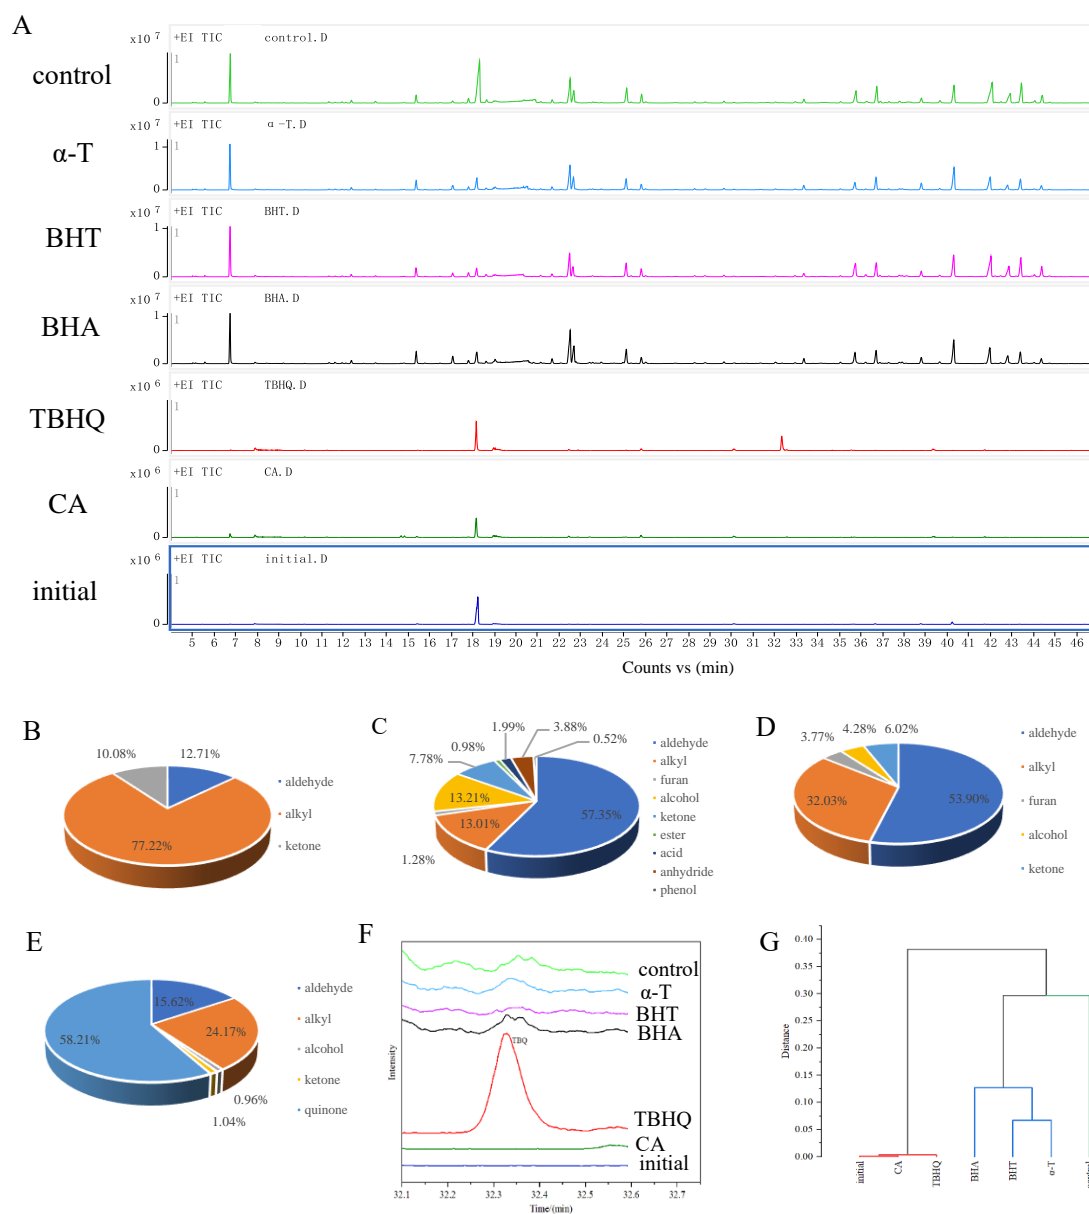 A
x10 7
+EI TIC control.D
1
0
control
x10 7
+EI TIC α-T.D
1
1
0
α-T
x10 7
+EI TIC BHT.D
1
1
0
BHT
x10 7
+EI TIC BHA.D
1
1
0
BHA
x10 6
+EI TIC TBHQ.D
1
0
TBHQ
x10 6
+EI TIC CA.D
1
0
CA
x10 6
+EI TIC initial.D
1
0
initial
5 6 7 8 9 10 11 12 13 14 15 16 17 18 19 20 21 22 23 24 25 26 27 28 29 30 31 32 33 34 35 36 37 38 39 40 41 42 43 44 45 46
Counts vs (min)
B
10.08%
12.71%
77.22%
aldehyde
alkyl
ketone
C
1.99%
3.88%
0.98%
0.52%
7.78%
13.21%
13.01%
57.35%
1.28%
aldehyde
alkyl
furan
alcohol
ketone
ester
acid
anhydride
phenol
D
4.28%
6.02%
3.77%
32.03%
53.90%
aldehyde
alkyl
furan
alcohol
ketone
E
15.62%
58.21%
24.17%
0.96%
1.04%
aldehyde
alkyl
alcohol
ketone
quinone
F
control
α-T
BHT
BHA
TBQ
TBHQ
CA
initial
Intensity
32.1 32.2 32.3 32.4 32.5 32.6 32.7
Time/(min)
G
0.40
0.35
0.30
0.25
0.20
0.15
0.10
0.05
0.00
Distance
initial
CA
TBHQ
BHA
BHT
α-T